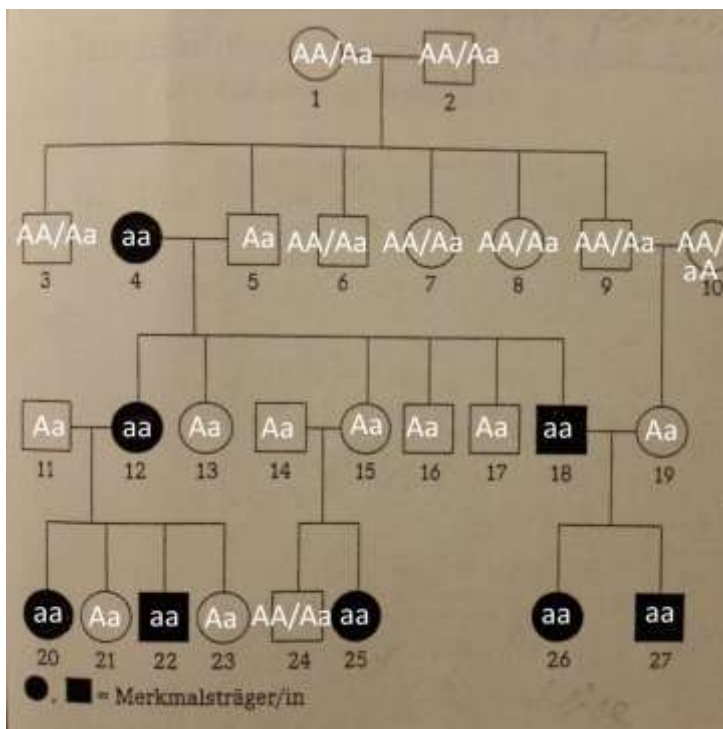 AA/Aa AA/Aa
1 2
AA/Aa aa Aa AA/Aa AA/Aa AA/Aa AA/Aa AA/
aA
3 4 5 6 7 8 9 10
Aa aa Aa Aa Aa Aa Aa aa Aa
11 12 13 14 15 16 17 18 19
aa Aa aa Aa AA/Aa aa aa aa
20 21 22 23 24 25 26 27
, = Merkmalsträger/in